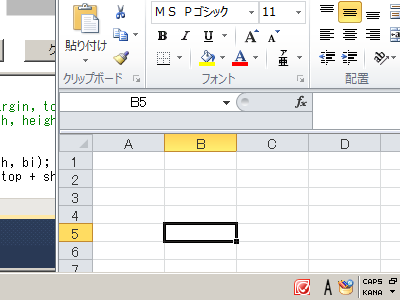 ＭＳ Ｐゴシック
11
貼り付け
B I U A A
A 亜
クリップボード
フォント
配置
B5
fx
A B C D
1
2
3
4
5
6
7
rgin, to
h, heigh
h, bi);
top + sh
A
CAPS
KANA